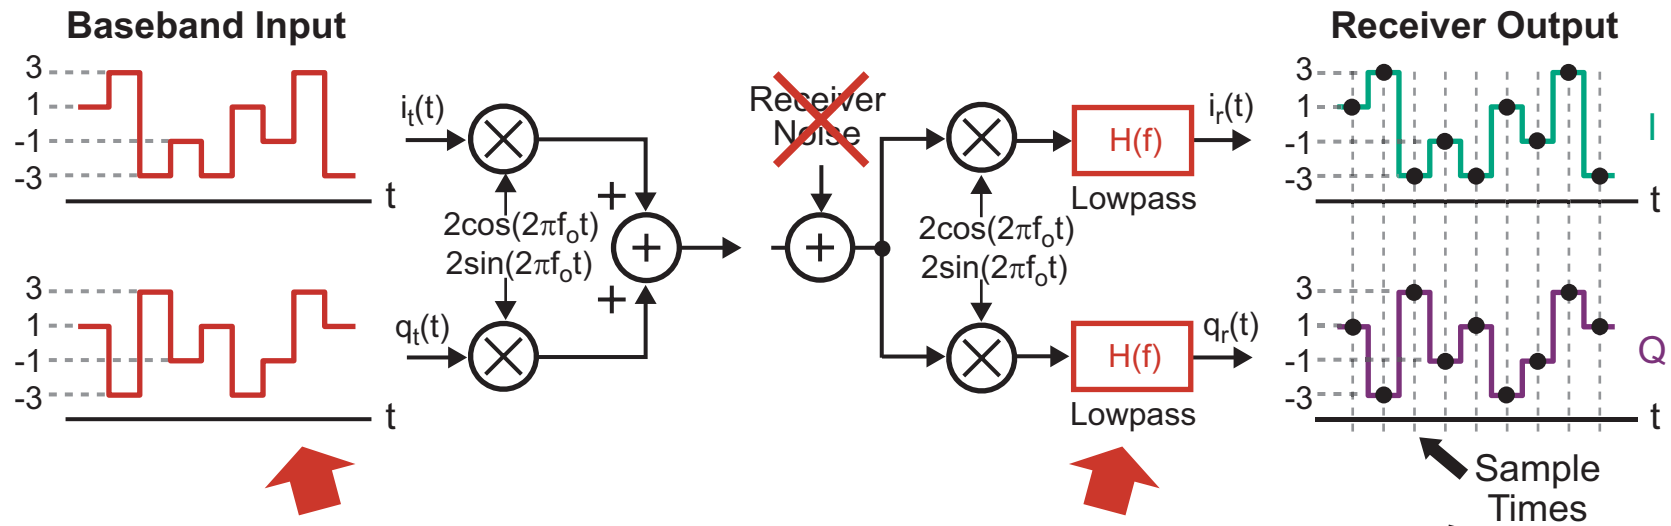 Baseband Input
3
1
-1
-3
t
3
1
-1
-3
t
i_t(t)
q_t(t)
2cos(2πf_ot)
2sin(2πf_ot)
+
+
+
Receiver
Noise
+
2cos(2πf_ot)
2sin(2πf_ot)
H(f)
Lowpass
H(f)
Lowpass
i_r(t)
q_r(t)
Receiver Output
3
1
-1
-3
I
t
3
1
-1
-3
Q
t
Sample
Times